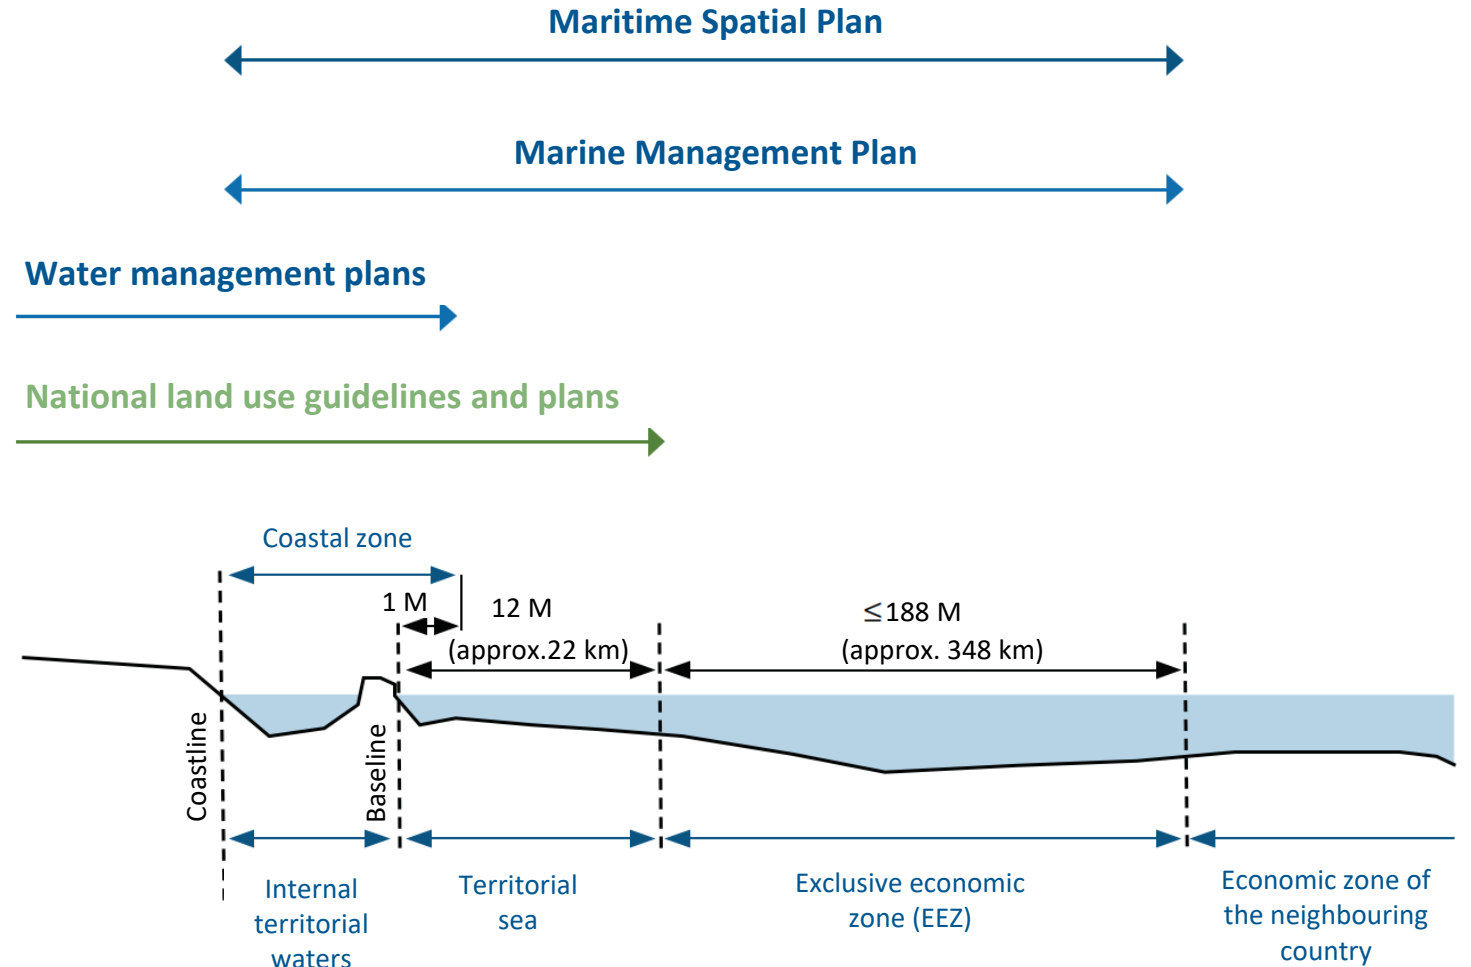 Maritime Spatial Plan
Marine Management Plan
Water management plans
National land use guidelines and plans
Coastal zone
1 M
12 M
(approx.22 km)
≤188 M
(approx. 348 km)
Coastline
Baseline
Internal
territorial
waters
Territorial
sea
Exclusive economic
zone (EEZ)
Economic zone of
the neighbouring
country